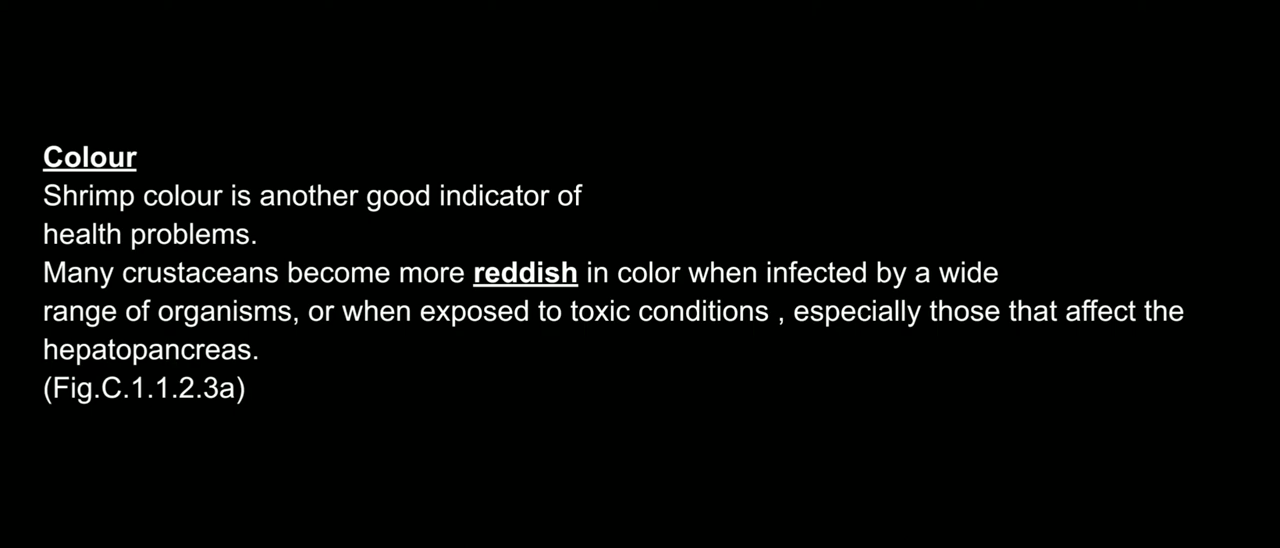 Colour
Shrimp colour is another good indicator of
health problems.
Many crustaceans become more reddish in color when infected by a wide
range of organisms, or when exposed to toxic conditions , especially those that affect the
hepatopancreas.
(Fig.C.1.1.2.3a)